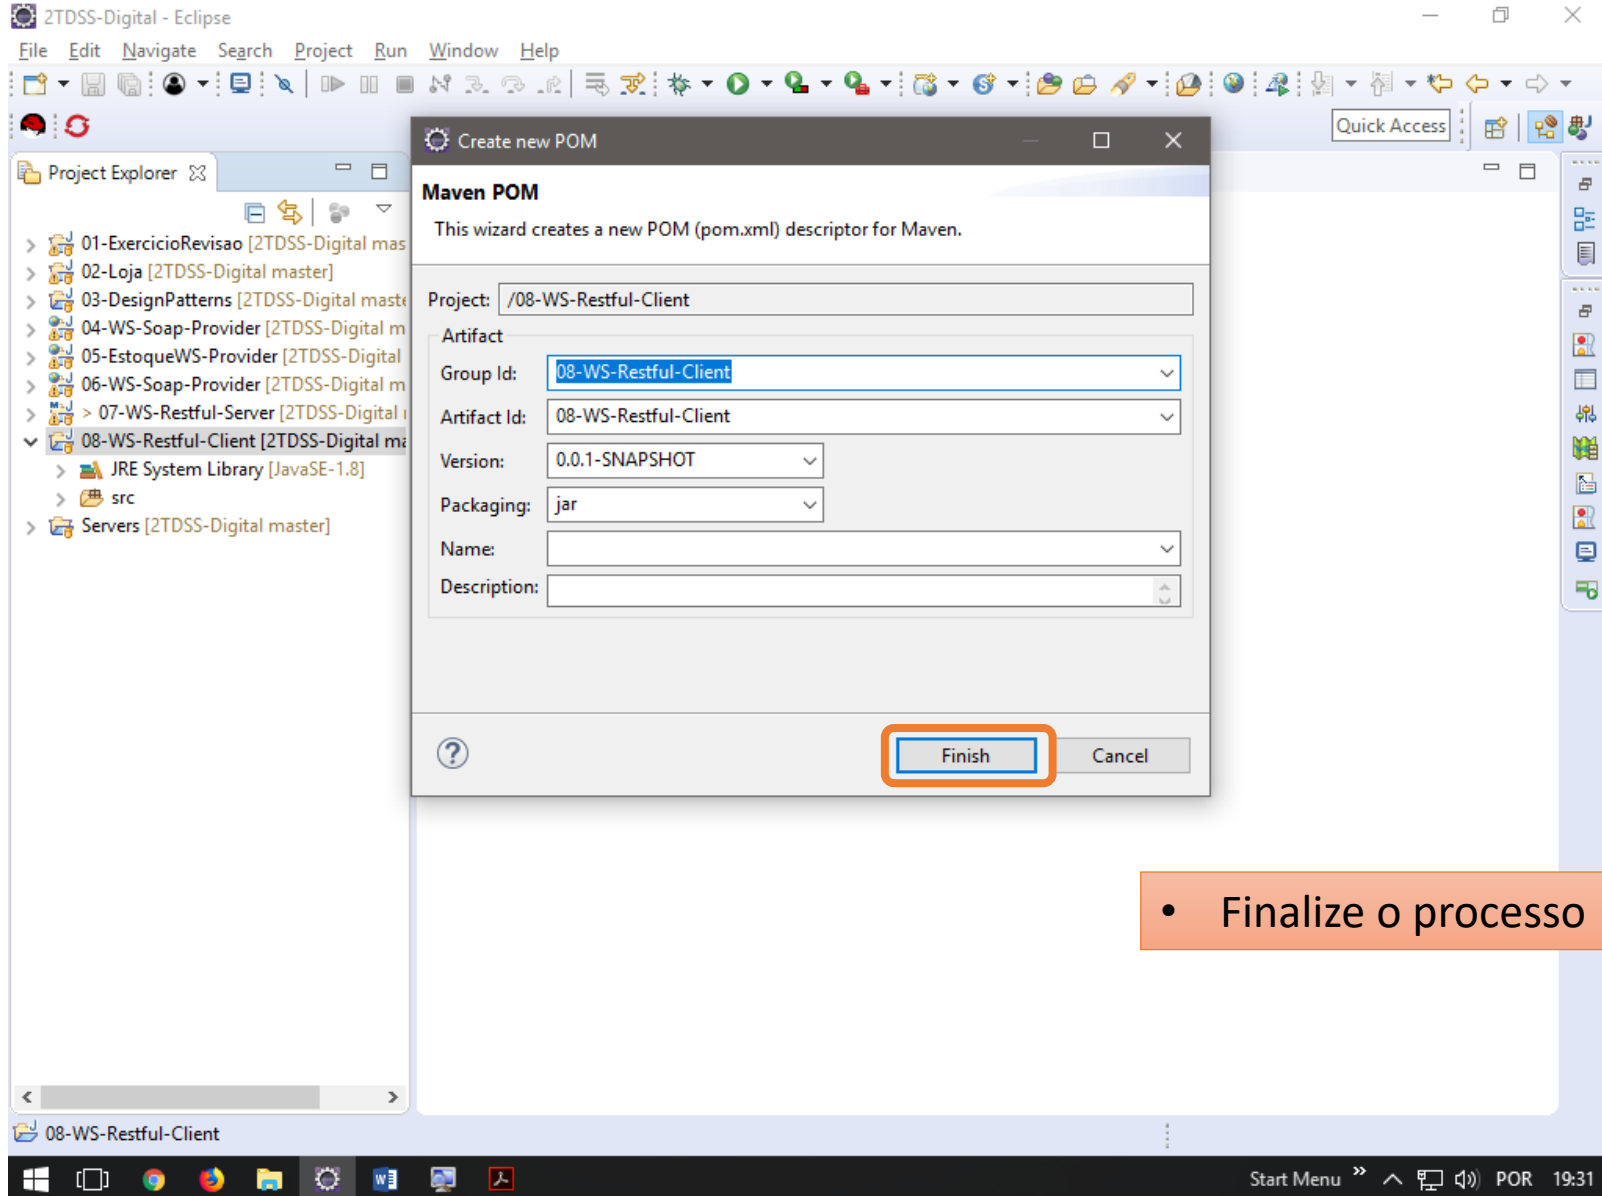 2TDSS-Digital - Eclipse
File Edit Navigate Search Project Run Window Help
Quick Access
Project Explorer
01-ExercicioRevisao [2TDSS-Digital mas
02-Loja [2TDSS-Digital master]
03-DesignPatterns [2TDSS-Digital maste
04-WS-Soap-Provider [2TDSS-Digital m
05-EstoqueWS-Provider [2TDSS-Digital
06-WS-Soap-Provider [2TDSS-Digital m
> 07-WS-Restful-Server [2TDSS-Digital
08-WS-Restful-Client [2TDSS-Digital ma
JRE System Library [JavaSE-1.8]
src
Servers [2TDSS-Digital master]
Create new POM
Maven POM
This wizard creates a new POM (pom.xml) descriptor for Maven.
Project: /08-WS-Restful-Client
Artifact
Group Id: 08-WS-Restful-Client
Artifact Id: 08-WS-Restful-Client
Version: 0.0.1-SNAPSHOT
Packaging: jar
Name:
Description:
Finish Cancel
• Finalize o processo
08-WS-Restful-Client
Start Menu » POR 19:31